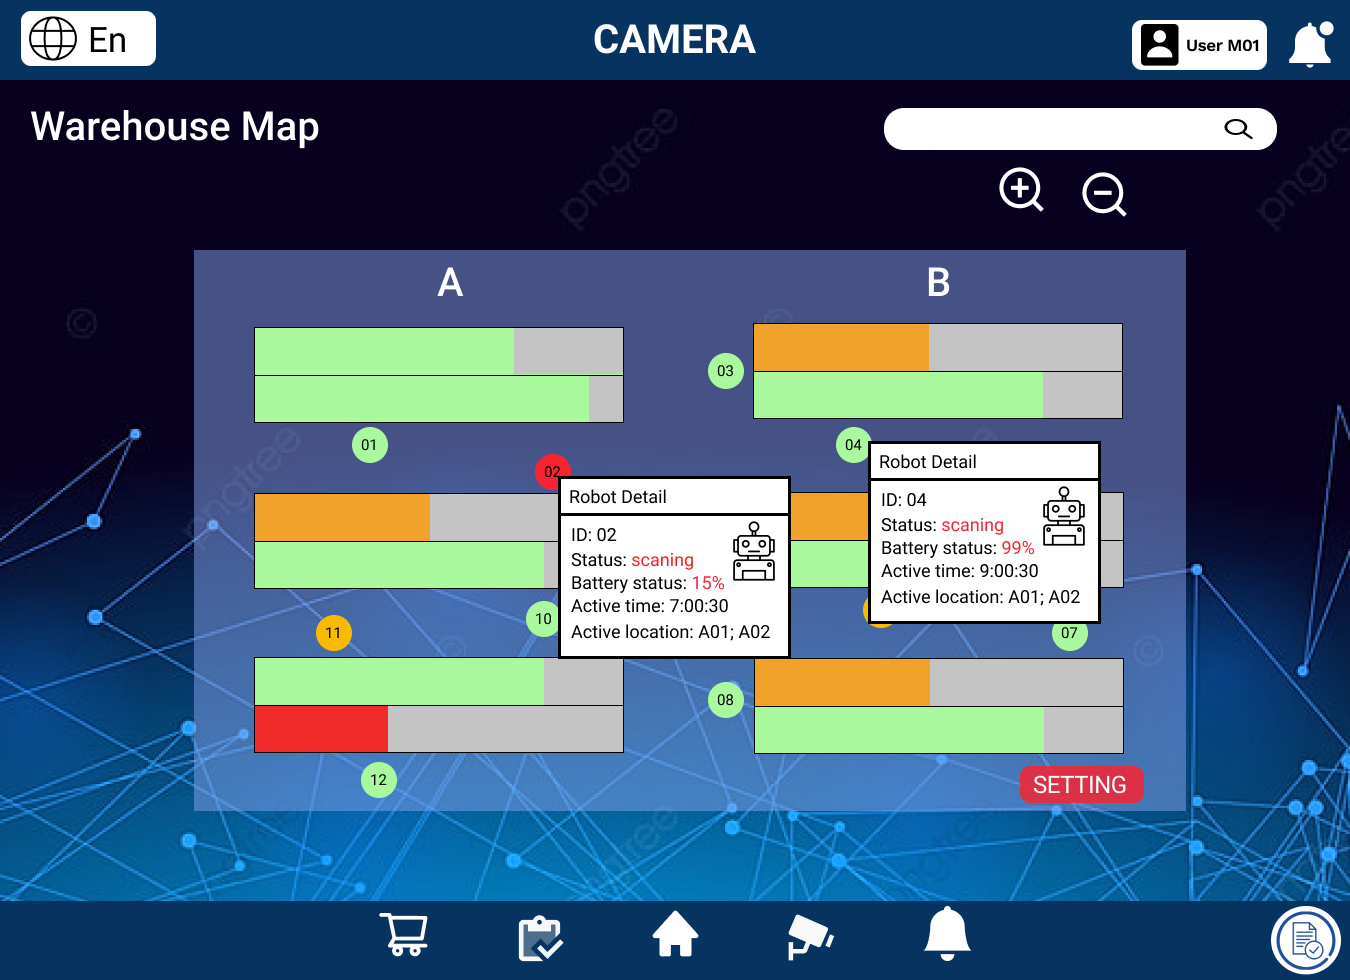 En
CAMERA
User M01
Warehouse Map
pngtree
A
B
03
01
04
02
Robot Detail
ID: 04
Status: scaning
Battery status: 99%
Active time: 9:00:30
Active location: A01; A02
Robot Detail
ID: 02
Status: scaning
Battery status: 15%
Active time: 7:00:30
Active location: A01; A02
10
11
07
08
12
SETTING